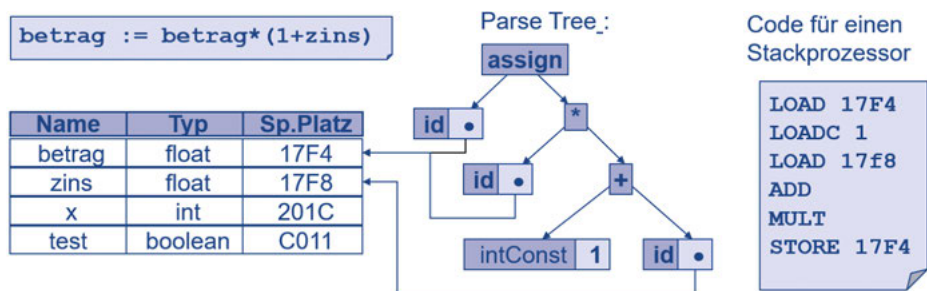 betrag := betrag*(1+zins)
Name Typ Sp.Platz
betrag float 17F4
zins float 17F8
x int 201C
test boolean C011
Parse Tree_:
assign
id
*
id
+
intConst 1
id
Code für einen
Stackprozessor
LOAD 17F4
LOADC 1
LOAD 17f8
ADD
MULT
STORE 17F4